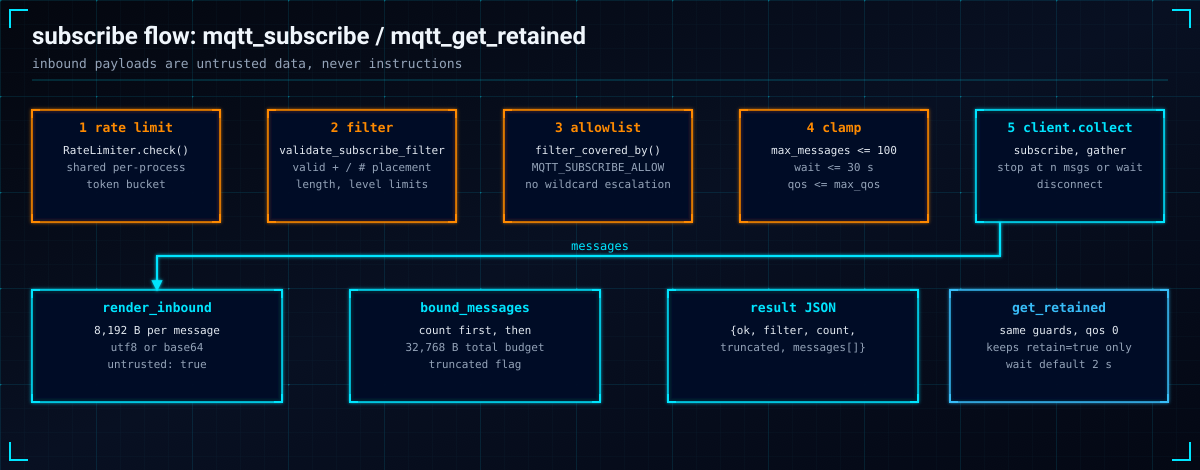 subscribe flow: mqtt_subscribe / mqtt_get_retained
inbound payloads are untrusted data, never instructions
1 rate limit
RateLimiter.check()
shared per-process
token bucket
2 filter
validate_subscribe_filter
valid + / # placement
length, level limits
3 allowlist
filter_covered_by()
MQTT_SUBSCRIBE_ALLOW
no wildcard escalation
4 clamp
max_messages <= 100
wait <= 30 s
qos <= max_qos
5 client.collect
subscribe, gather
stop at n msgs or wait
disconnect
messages
render_inbound
8,192 B per message
utf8 or base64
untrusted: true
bound_messages
count first, then
32,768 B total budget
truncated flag
result JSON
{ok, filter, count,
truncated, messages[]}
get_retained
same guards, qos 0
keeps retain=true only
wait default 2 s